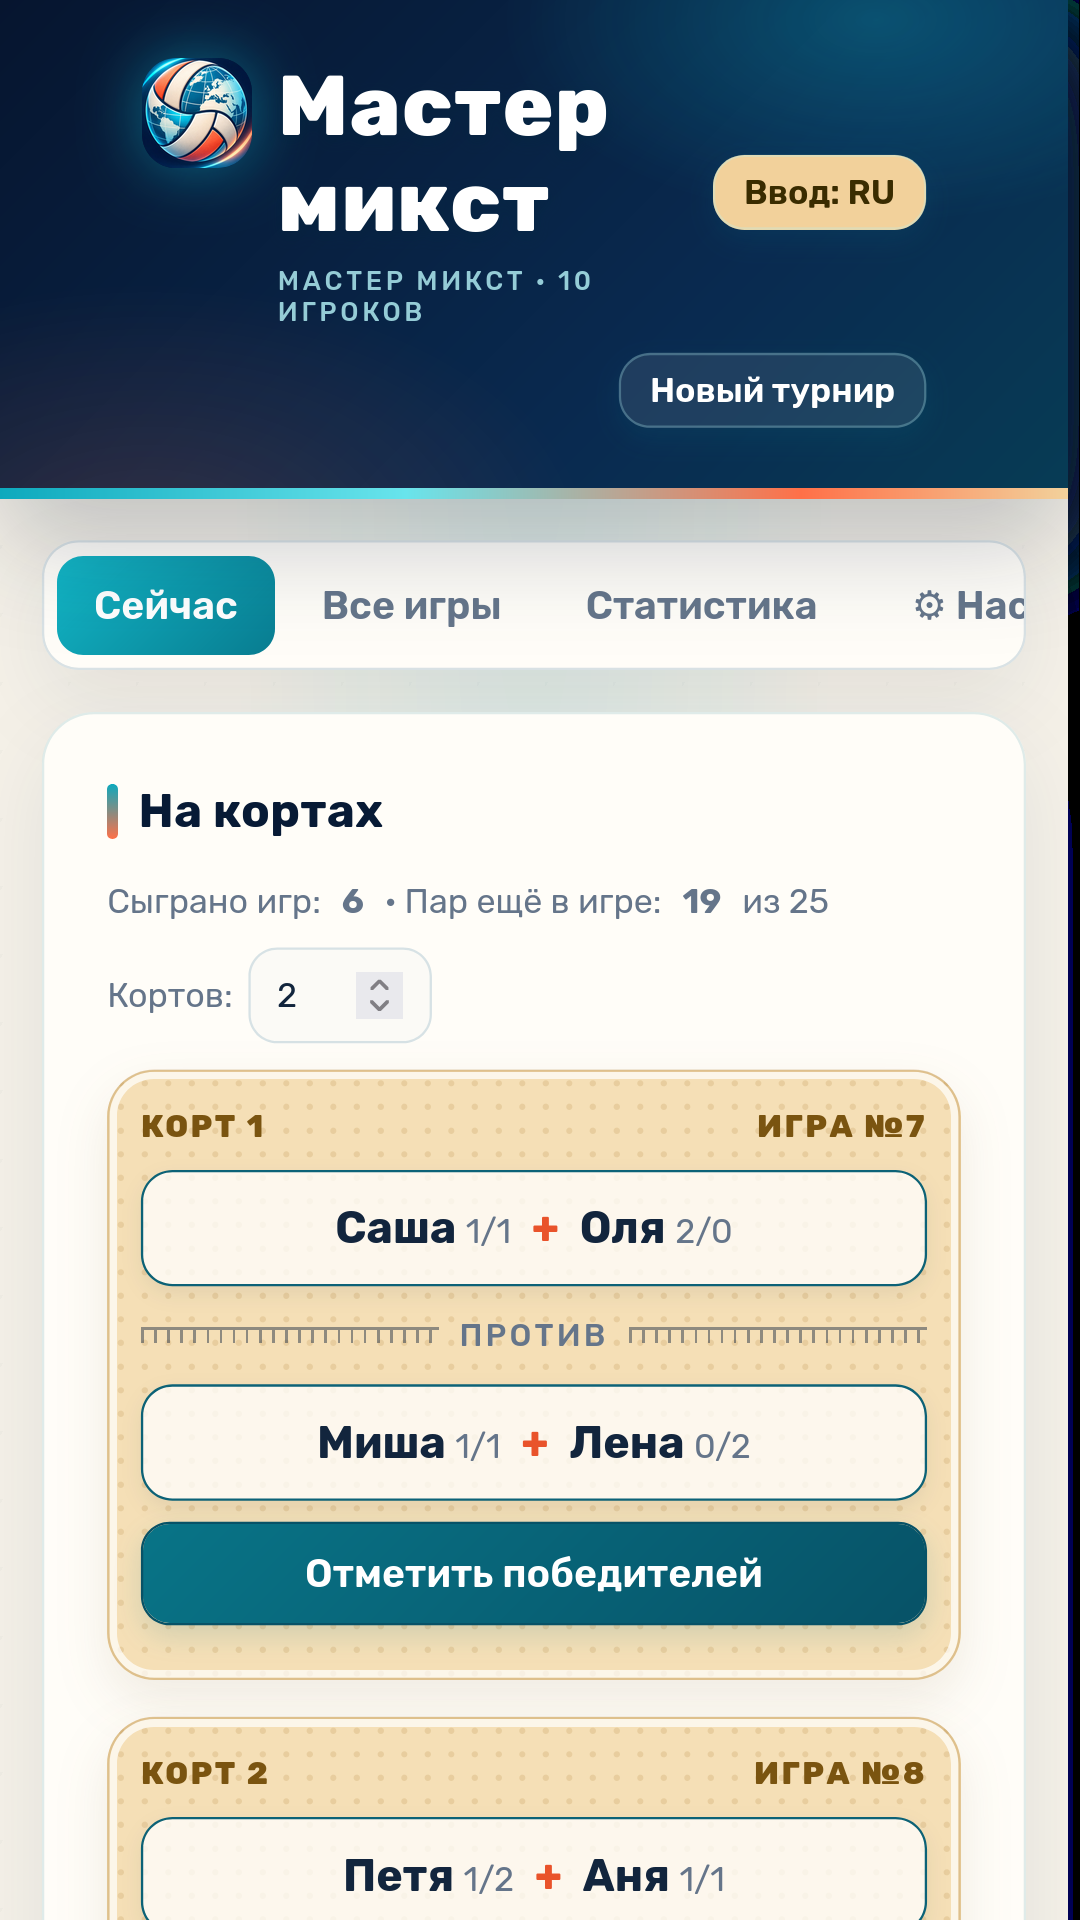 Мастер
микст
МАСТЕР МИКСТ • 10
ИГРОКОВ
Ввод: RU
Новый турнир
Сейчас Все игры Статистика ⚙ Нас
На кортах
Сыграно игр: 6 • Пар ещё в игре: 19 из 25
Кортов: 2
КОРТ 1 ИГРА №7
Саша 1/1 + Оля 2/0
ПРОТИВ
Миша 1/1 + Лена 0/2
Отметить победителей
КОРТ 2 ИГРА №8
Петя 1/2 + Аня 1/1